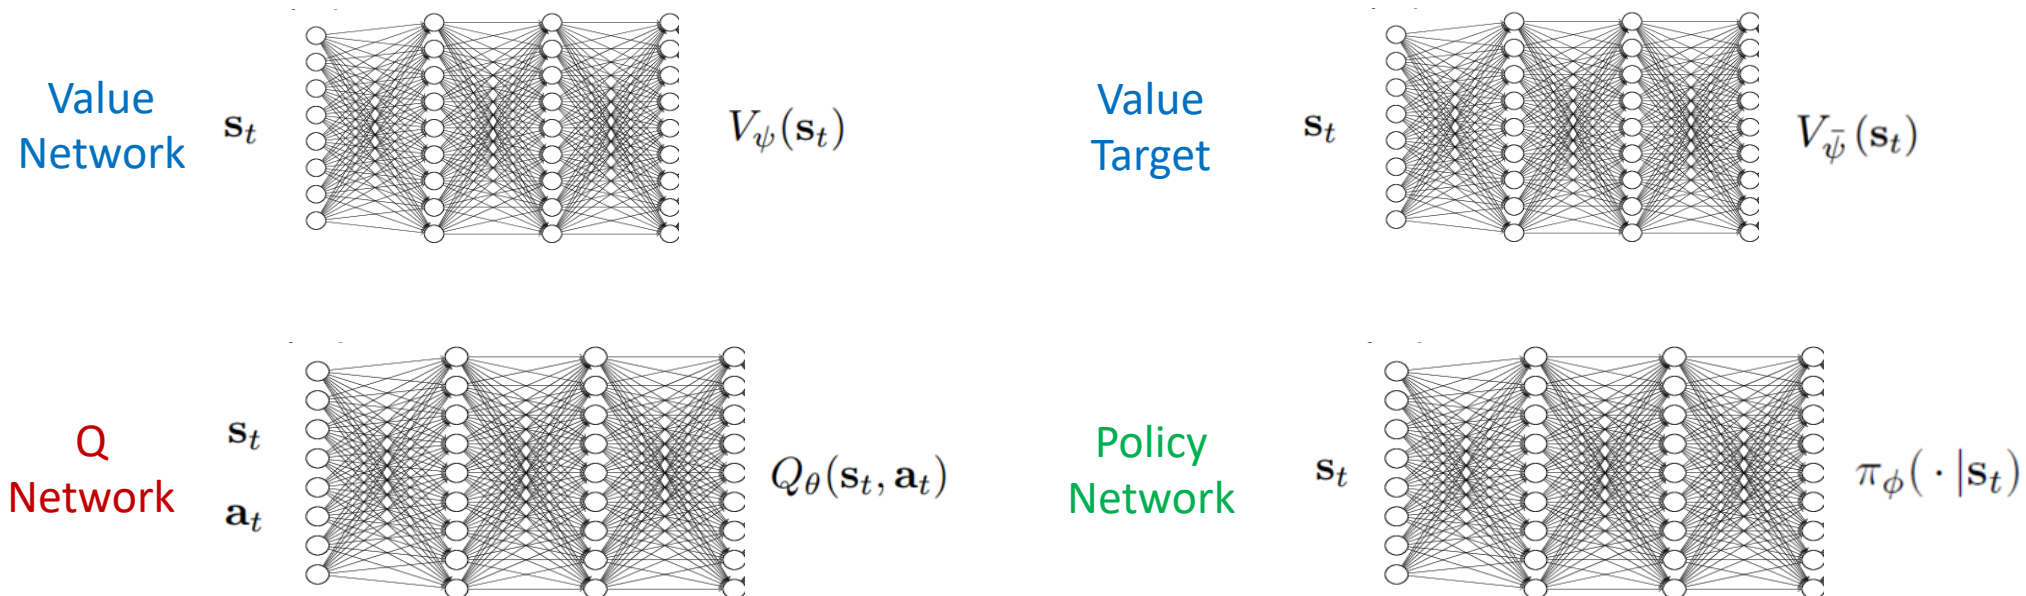 Value
Network
s_t
V_ψ(s_t)
Value
Target
s_t
V_ψ̄(s_t)
Q
Network
s_t
a_t
Q_θ(s_t, a_t)
Policy
Network
s_t
π_ϕ( · |s_t)